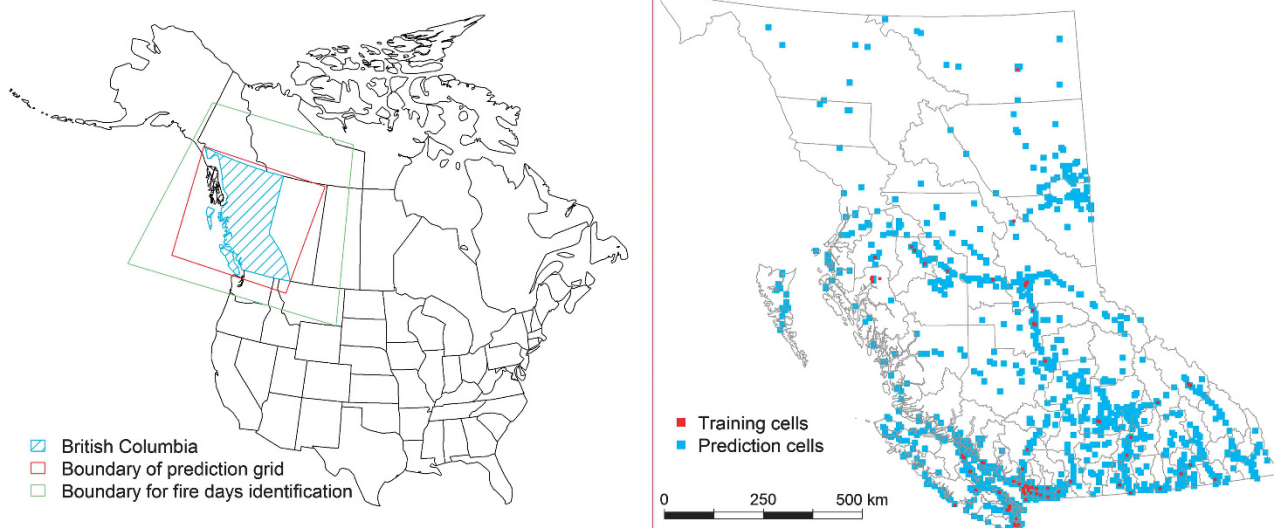 British Columbia
Boundary of prediction grid
Boundary for fire days identification
Training cells
Prediction cells
0 250 500 km